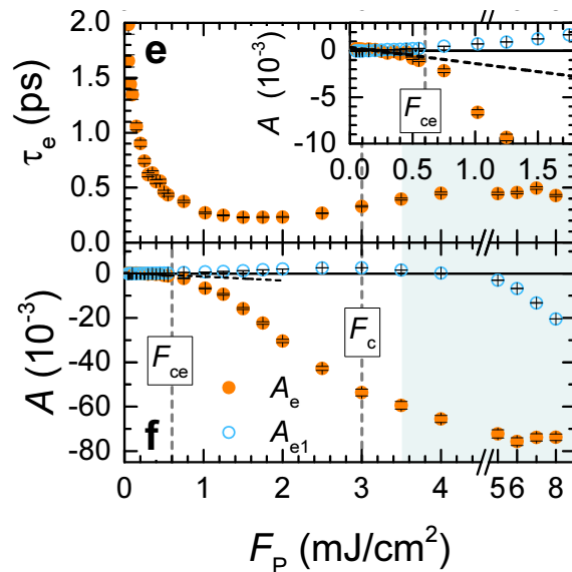 e
τe (ps)
2.0
1.5
1.0
0.5
0.0
A (10-3)
0
-5
-10
Fce
0.0 0.5 1.0 1.5
f
A (10-3)
0
-20
-40
-60
-80
Fce
Fc
Ae
Ae1
0 1 2 3 4 5 6 7 8
FP (mJ/cm2)